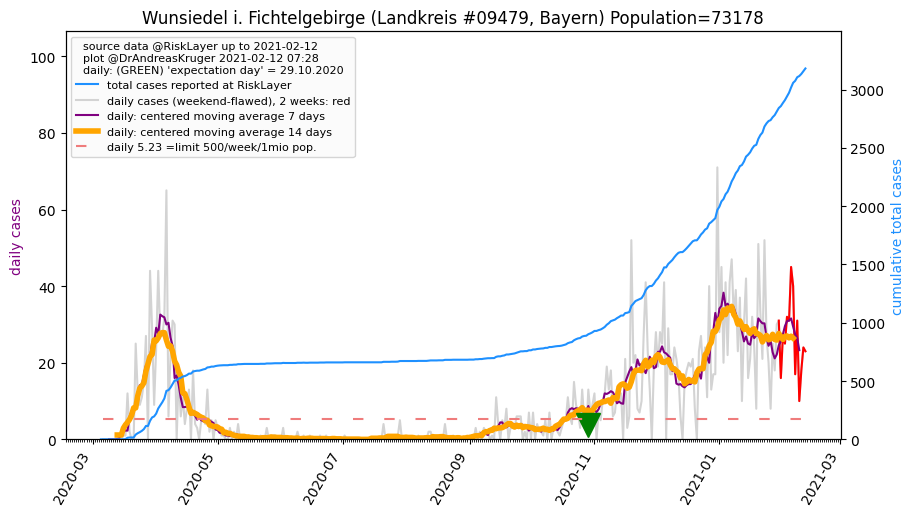 Wunsiedel i. Fichtelgebirge (Landkreis #09479, Bayern) Population=73178
source data @RiskLayer up to 2021-02-12
plot @DrAndreasKruger 2021-02-12 07:28
daily: (GREEN) 'expectation day' = 29.10.2020
total cases reported at RiskLayer
daily cases (weekend-flawed), 2 weeks: red
daily: centered moving average 7 days
daily: centered moving average 14 days
daily 5.23 =limit 500/week/1mio pop.
daily cases
100
80
60
40
20
0
cumulative total cases
3000
2500
2000
1500
1000
500
0
2020-03
2020-05
2020-07
2020-09
2020-11
2021-01
2021-03